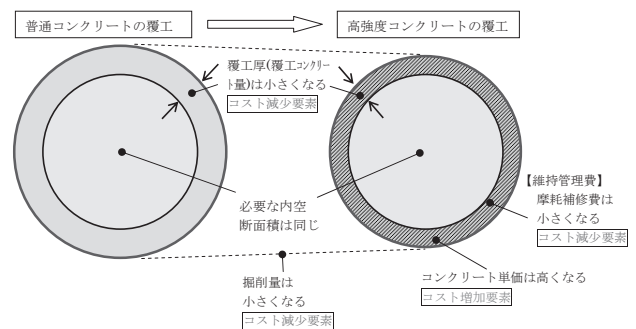 普通コンクリートの覆工
高強度コンクリートの覆工
覆工厚(覆工コンクリー
ト量)は小さくなる
コスト減少要素
必要な内空
断面積は同じ
【維持管理費】
摩耗補修費は
小さくなる
コスト減少要素
コンクリート単価は高くなる
コスト増加要素
掘削量は
小さくなる
コスト減少要素